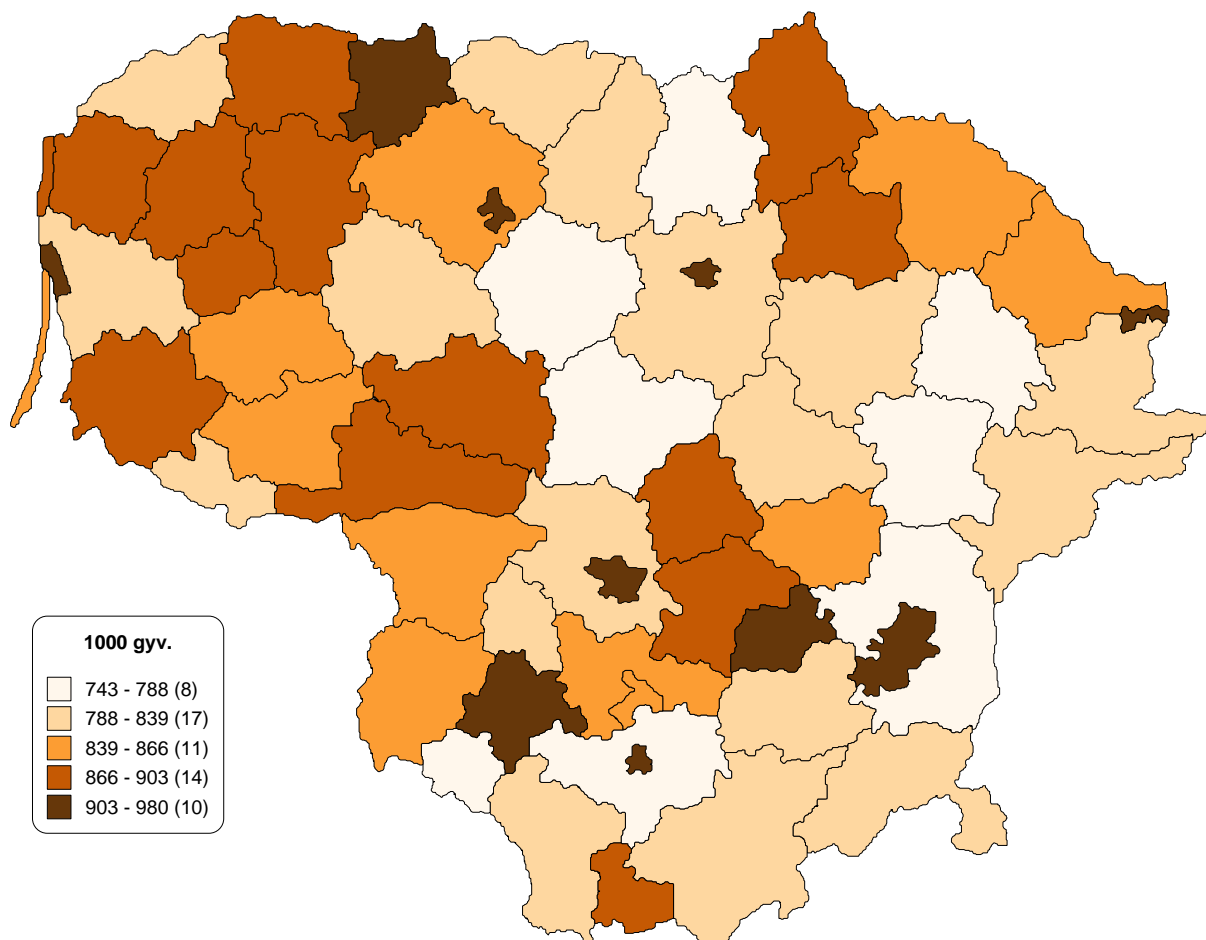 1000 gyv.
743 - 788 (8)
788 - 839 (17)
839 - 866 (11)
866 - 903 (14)
903 - 980 (10)